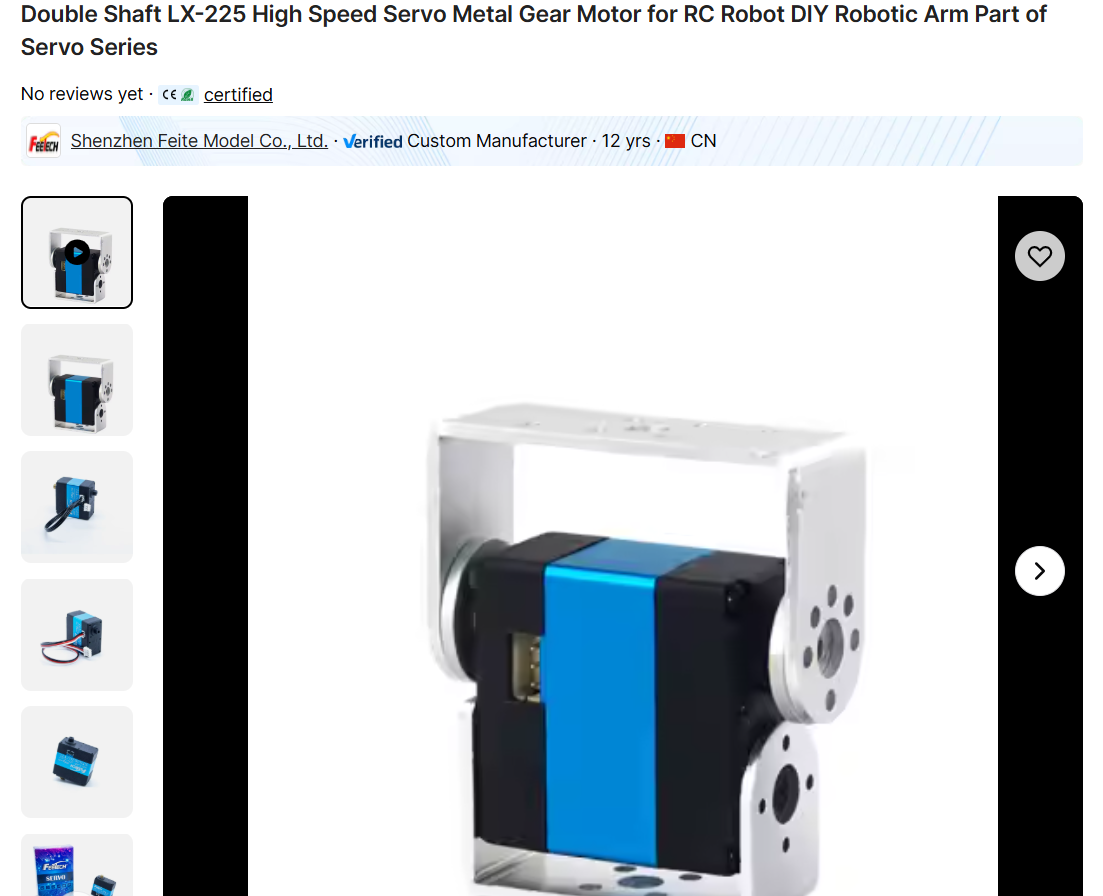 Double Shaft LX-225 High Speed Servo Metal Gear Motor for RC Robot DIY Robotic Arm Part of
Servo Series
No reviews yet · CE certified
FEETECH Shenzhen Feite Model Co., Ltd. · Verified Custom Manufacturer · 12 yrs · CN
FEETECH
SERVO